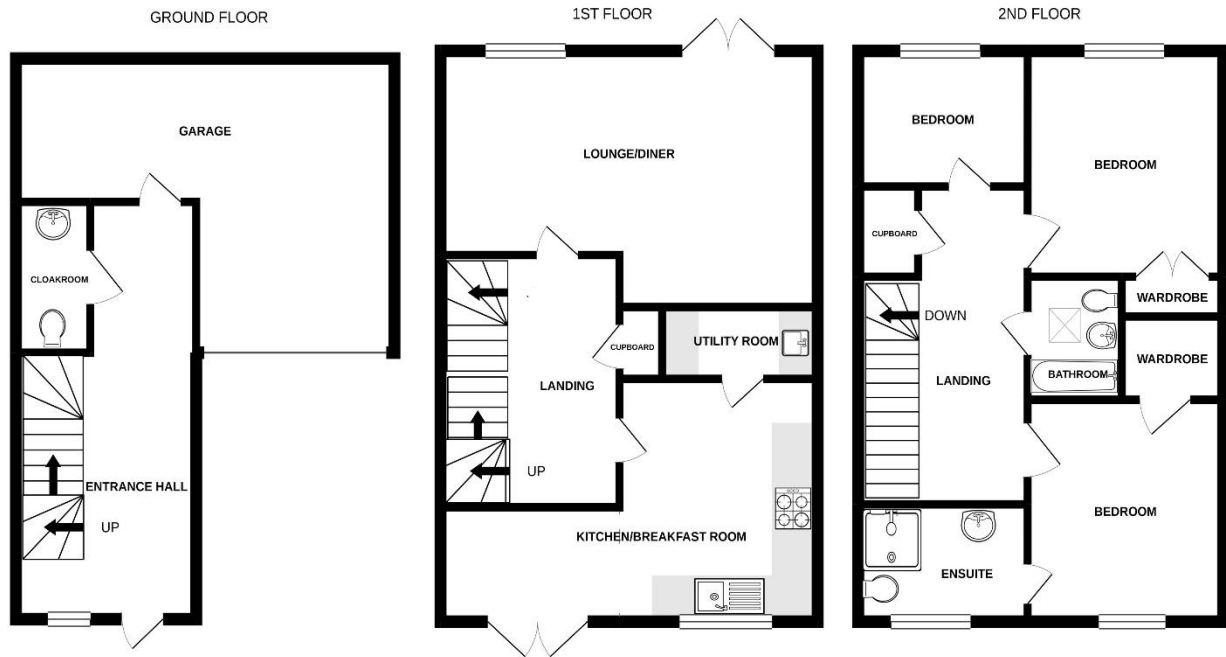 GROUND FLOOR
GARAGE
CLOAKROOM
ENTRANCE HALL
UP
1ST FLOOR
LOUNGE/DINER
CUPBOARD
UTILITY ROOM
LANDING
UP
KITCHEN/BREAKFAST ROOM
2ND FLOOR
BEDROOM
BEDROOM
CUPBOARD
WARDROBE
DOWN
WARDROBE
BATHROOM
LANDING
BEDROOM
ENSUITE